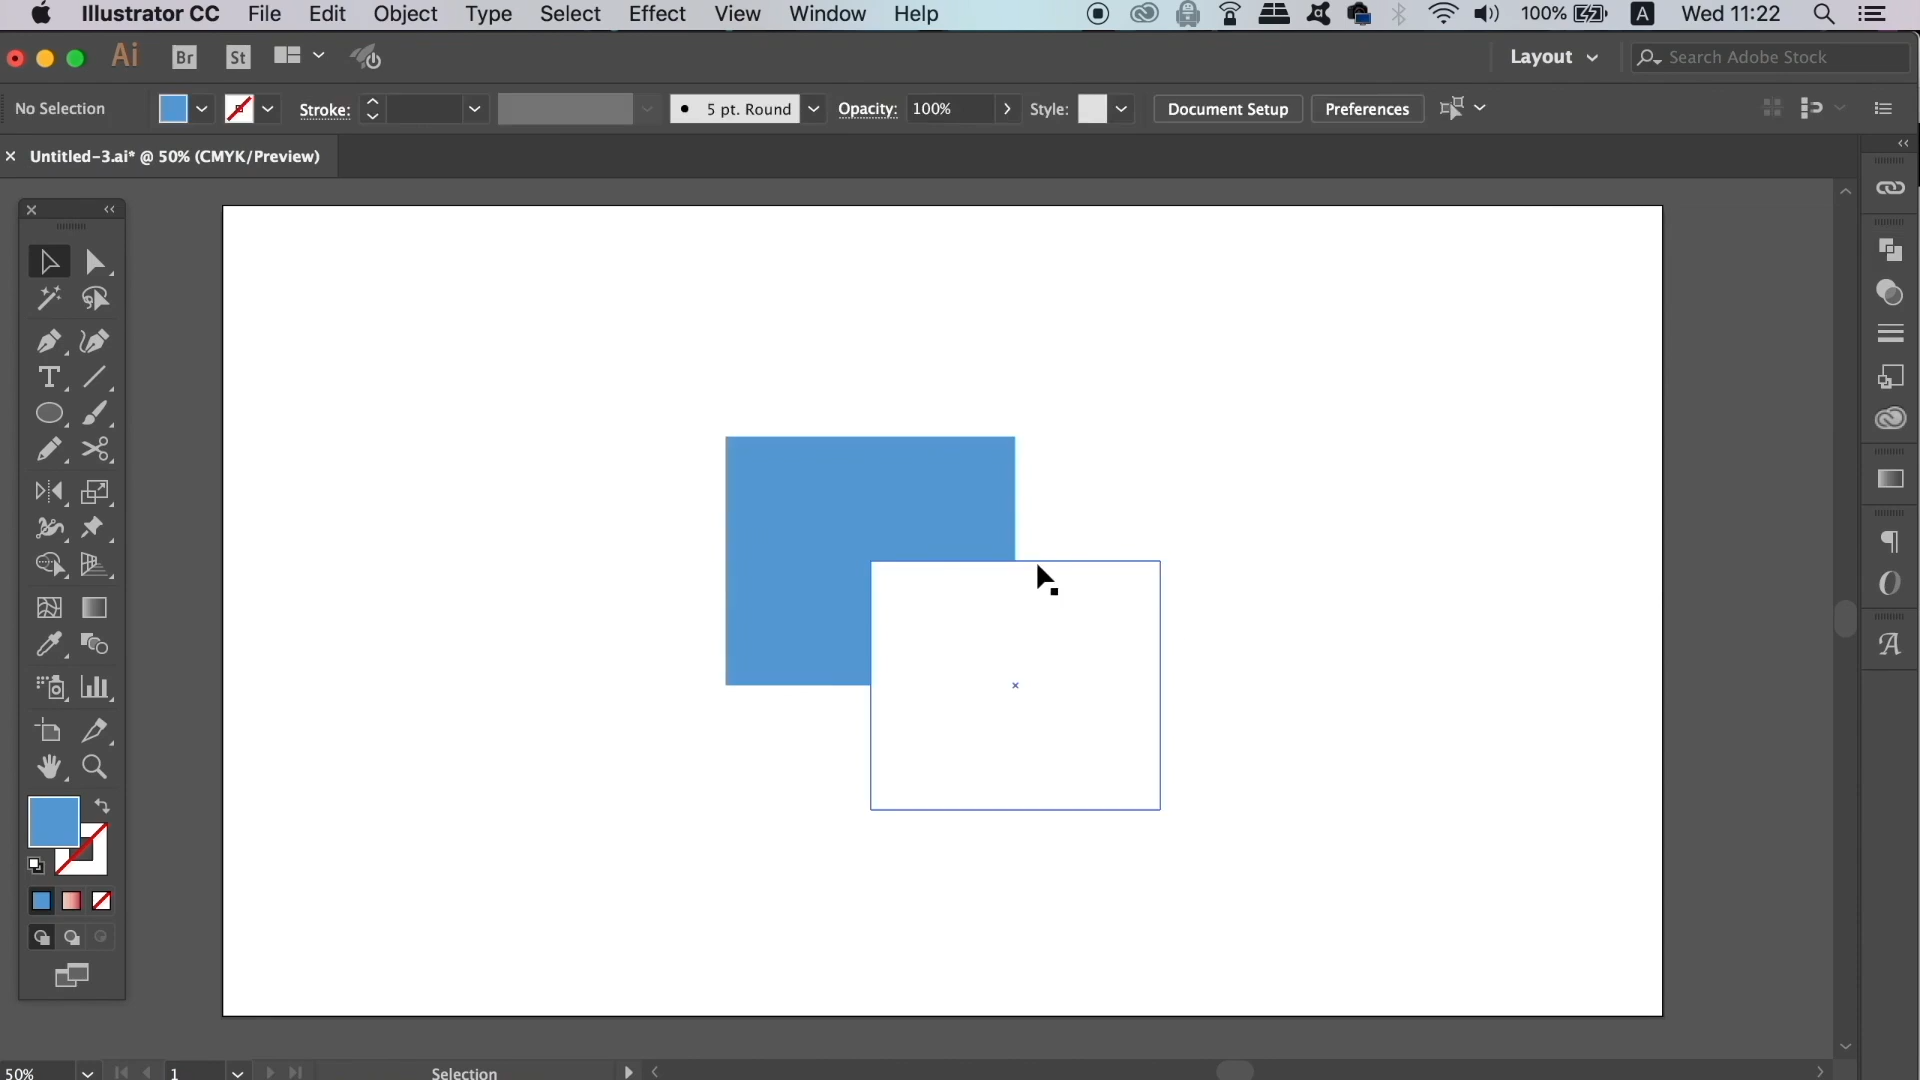 Illustrator CC File Edit Object Type Select Effect View Window Help 100% A Wed 11:22
Ai Br St Layout Search Adobe Stock
No Selection Stroke: 5 pt. Round Opacity: 100% Style: Document Setup Preferences
Untitled-3.ai* @ 50% (CMYK/Preview)
50% 1 Selection